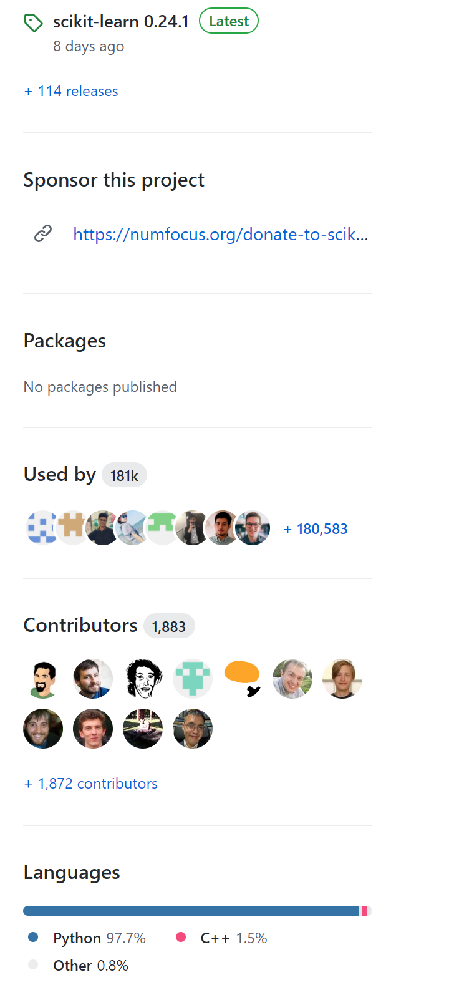 scikit-learn 0.24.1 Latest
8 days ago
+ 114 releases
Sponsor this project
https://numfocus.org/donate-to-scik...
Packages
No packages published
Used by 181k
+ 180,583
Contributors 1,883
+ 1,872 contributors
Languages
Python 97.7% C++ 1.5%
Other 0.8%